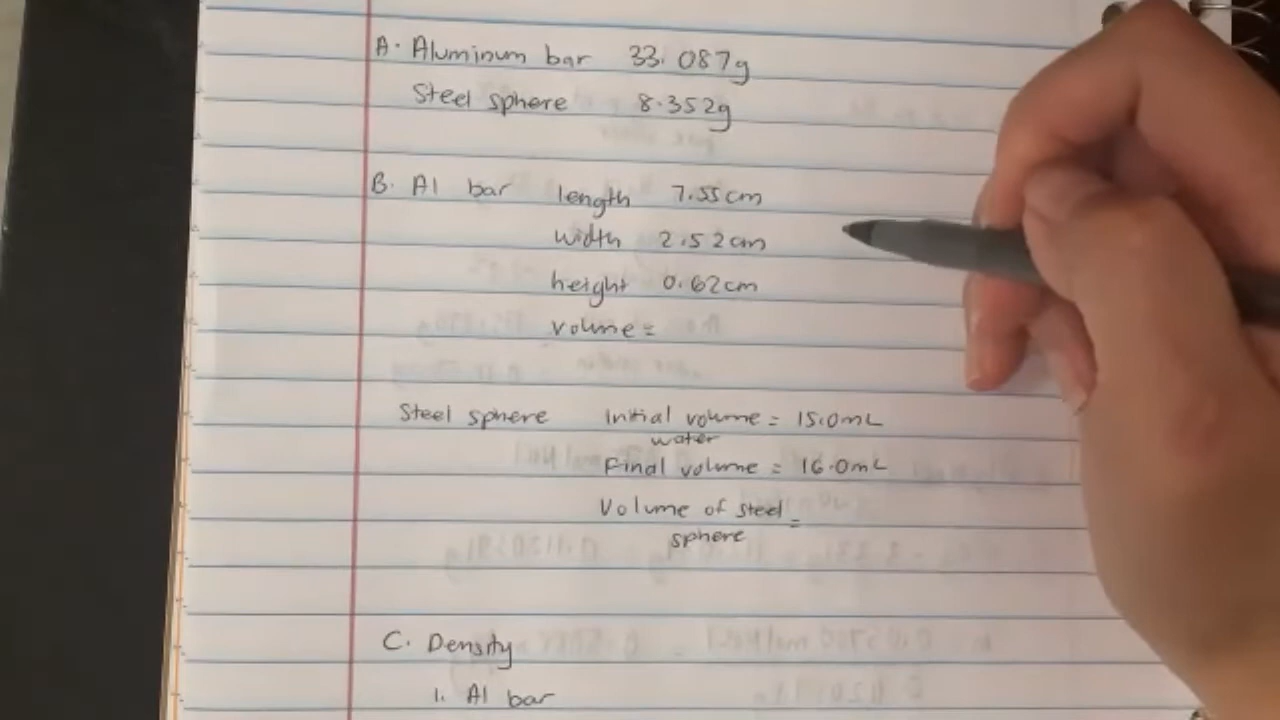 A. Aluminum bar 33.087g
Steel sphere 8.352g
B. Al bar length 7.55cm
width 2.52cm
height 0.62cm
volume =
Steel sphere Initial volume = 15.0mL
water
Final volume = 16.0mL
Volume of steel =
sphere
C. Density
1. Al bar